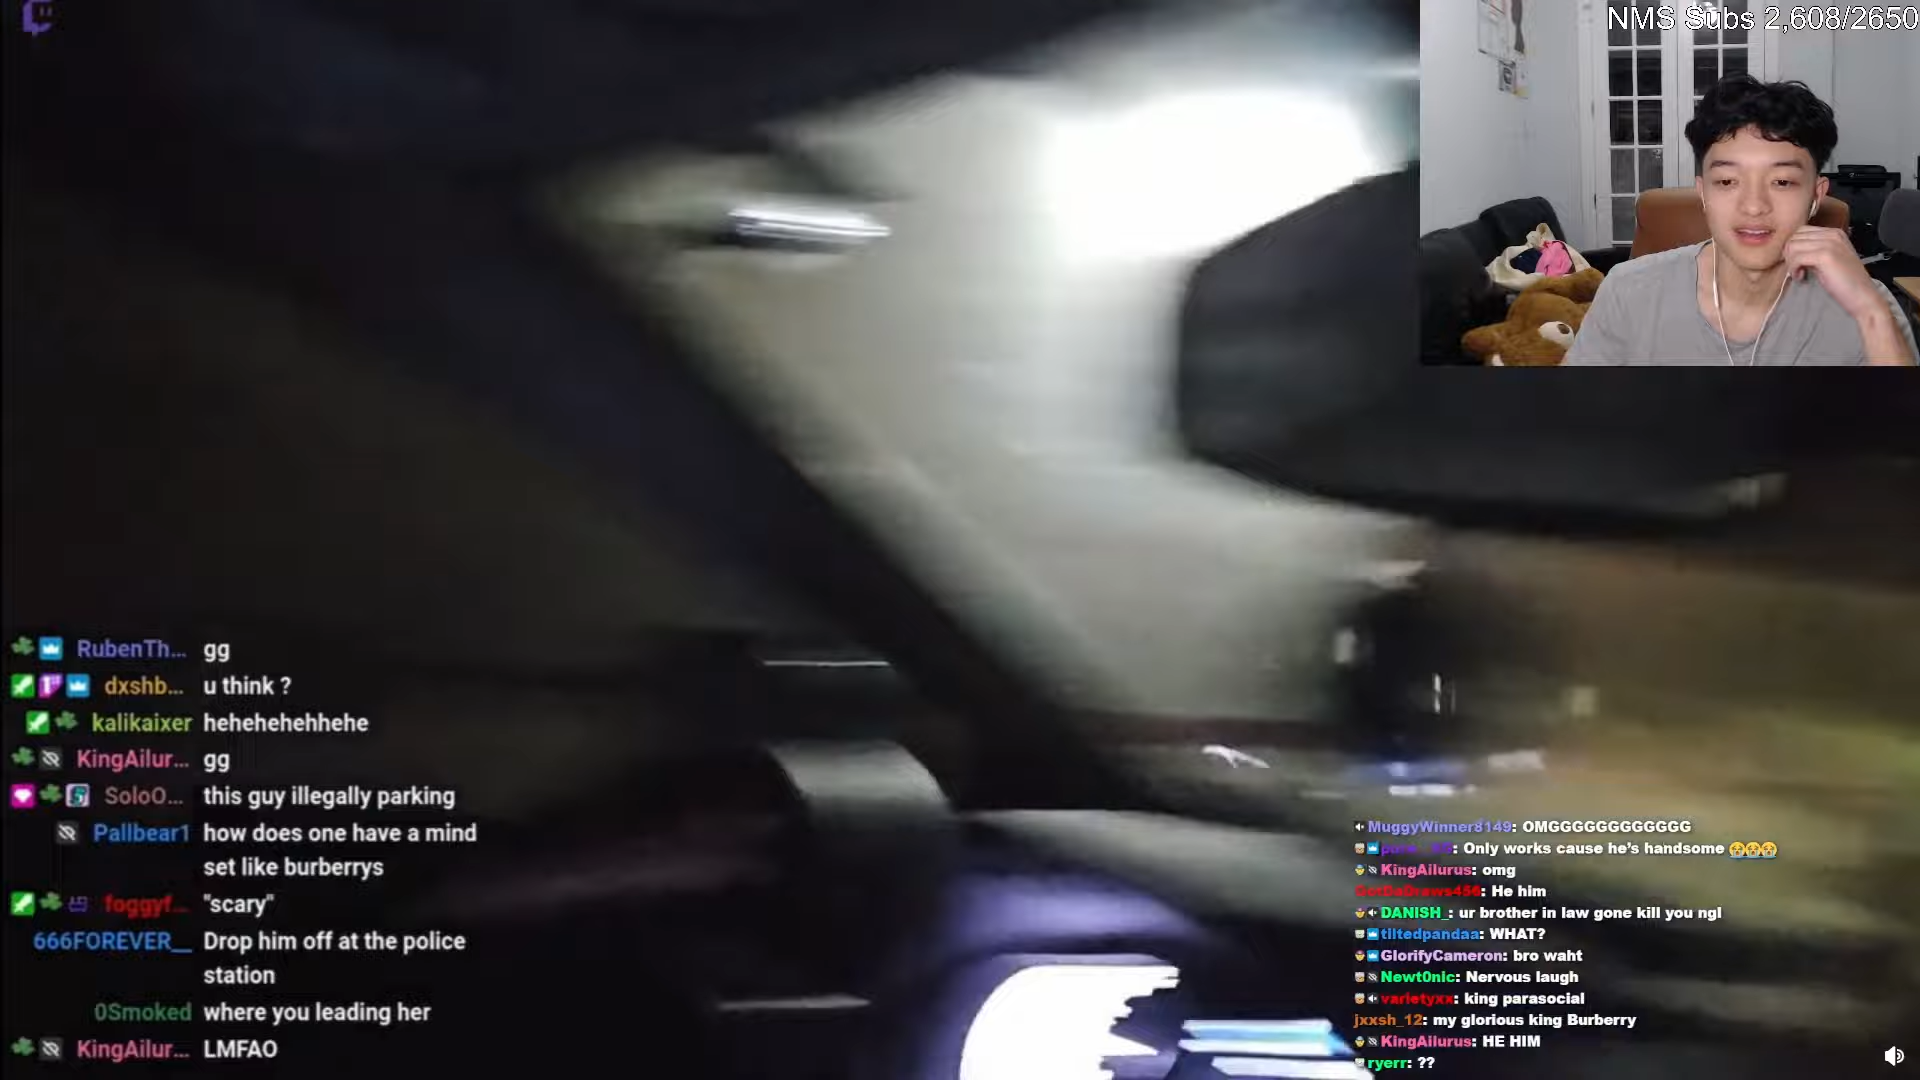 NMS Subs 2,608/2650
RubenTh... gg
dxshb... u think ?
kalikaixer hehehehehhehe
KingAilur... gg
SoloO... this guy illegally parking
Pallbear1 how does one have a mind
set like burberrys
foggyf... "scary"
666FOREVER__ Drop him off at the police
station
0Smoked where you leading her
KingAilur... LMFAO
MuggyWinner8149: OMGGGGGGGGGGGG
: Only works cause he's handsome 😭😭😭
KingAilurus: omg
GotDaDraws456: He him
DANISH_: ur brother in law gone kill you ngl
tiltedpandaa: WHAT?
GlorifyCameron: bro waht
Newt0nic: Nervous laugh
varietyxx: king parasocial
jxxsh_12: my glorious king Burberry
KingAilurus: HE HIM
ryerr: ??